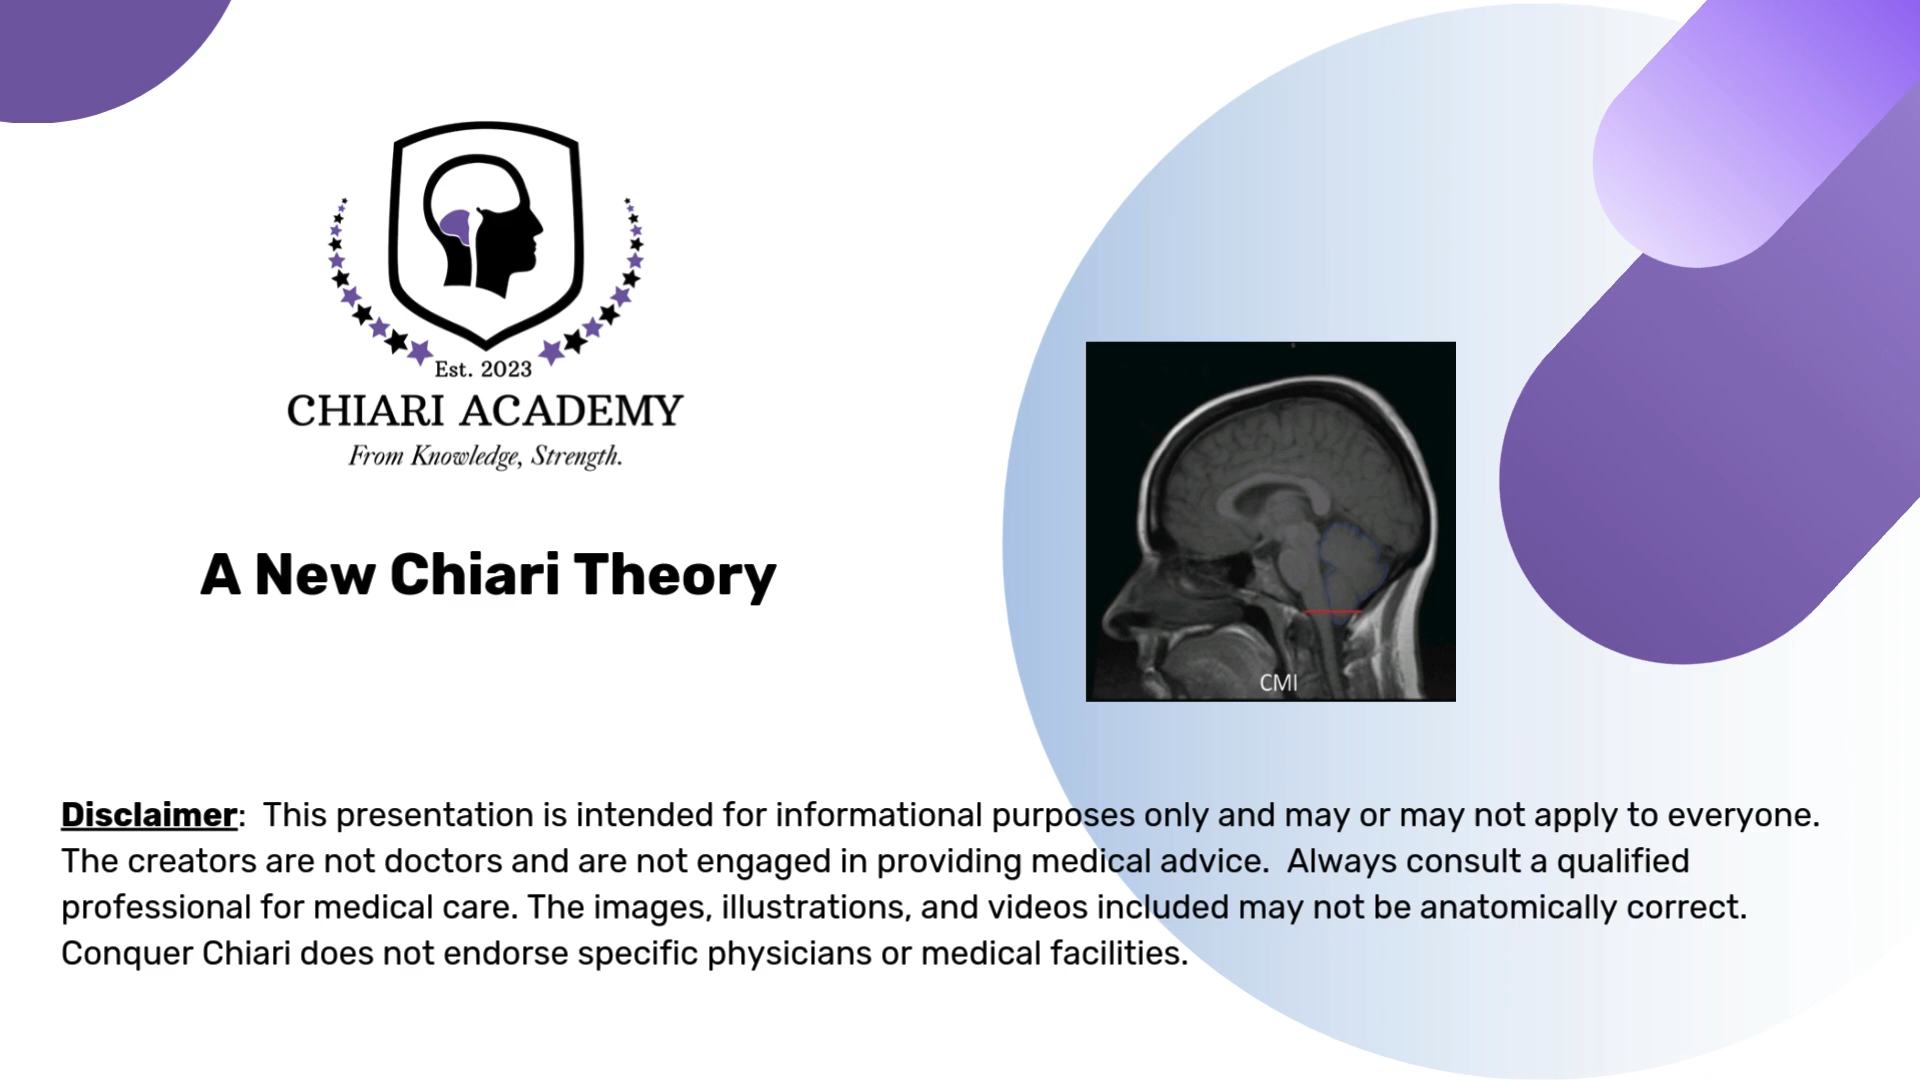 Est. 2023
CHIARI ACADEMY
From Knowledge, Strength.
A New Chiari Theory
CMI
Disclaimer:  This presentation is intended for informational purposes only and may or may not apply to everyone.
The creators are not doctors and are not engaged in providing medical advice.  Always consult a qualified
professional for medical care. The images, illustrations, and videos included may not be anatomically correct.
Conquer Chiari does not endorse specific physicians or medical facilities.